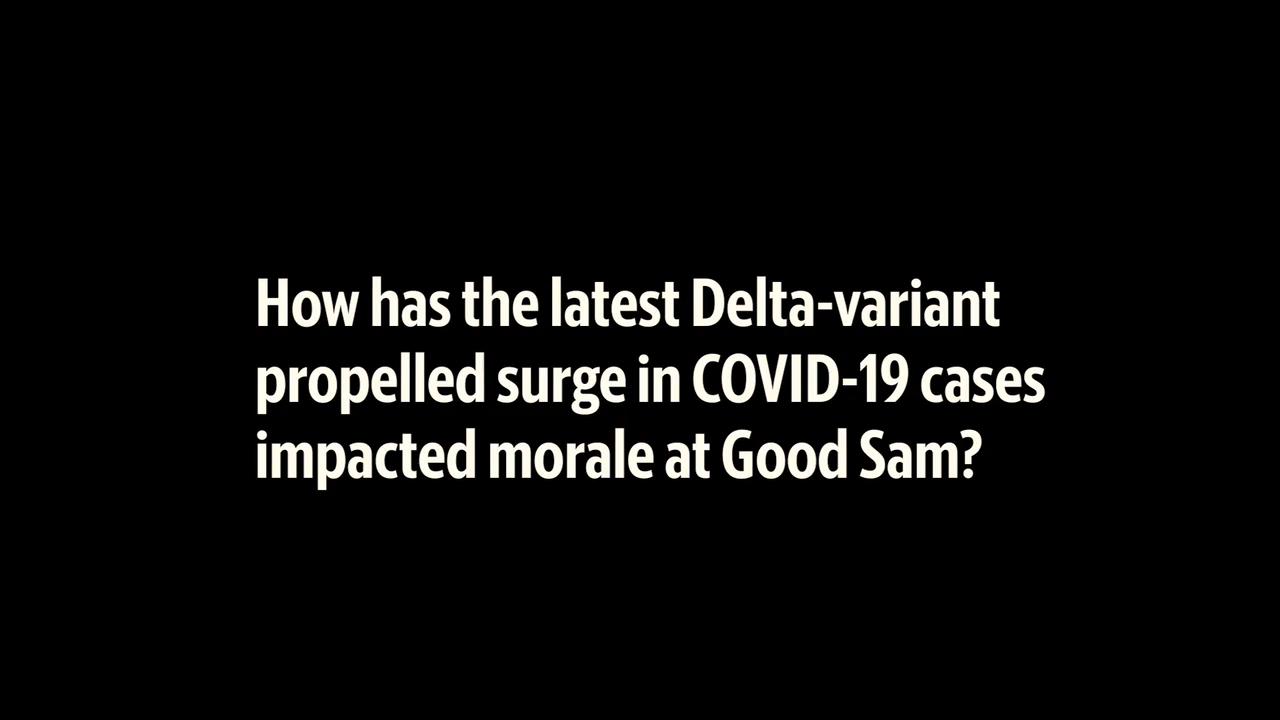 How has the latest Delta-variant
propelled surge in COVID-19 cases
impacted morale at Good Sam?